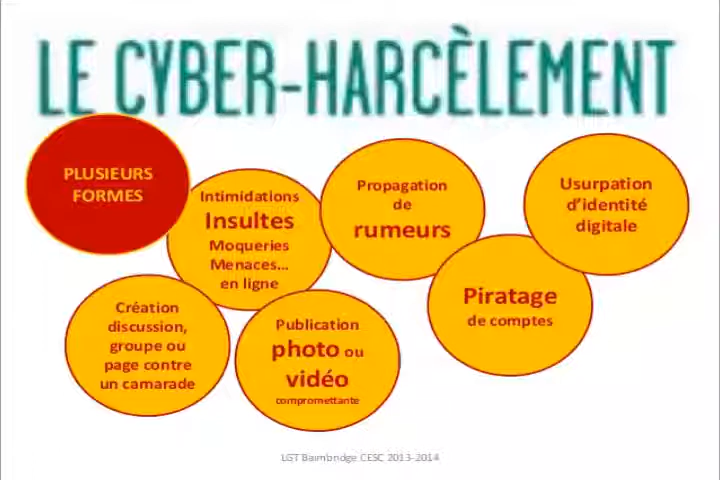 LE CYBER-HARCÈLEMENT
PLUSIEURS
FORMES
Intimidations
Insultes
Moqueries
Menaces...
en ligne
Propagation
de
rumeurs
Usurpation
d'identité
digitale
Création
discussion,
groupe ou
page contre
un camarade
Publication
photo ou
vidéo
compromettante
Piratage
de comptes
LGT Baimbridge CESC 2013-2014